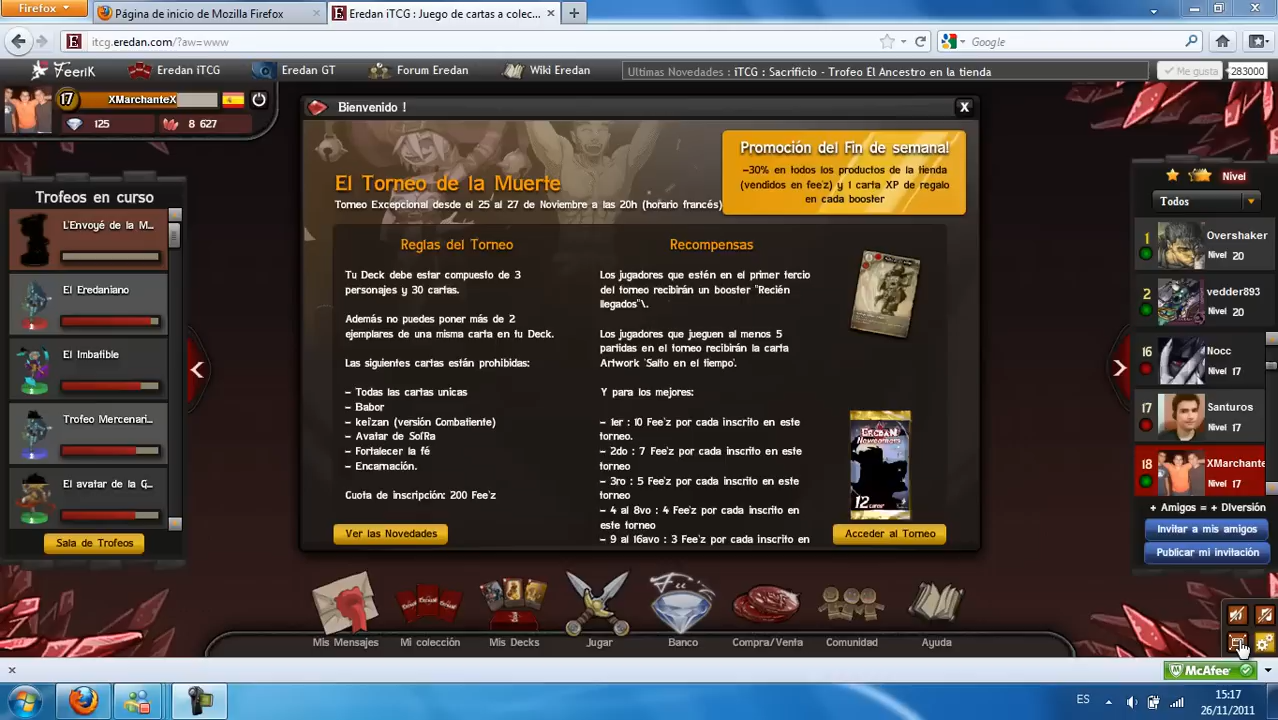 Firefox
Página de inicio de Mozilla Firefox
Eredan iTCG : Juego de cartas a colec...
itcg.eredan.com/?aw=www
Google
FeerïK
Eredan iTCG
Eredan GT
Forum Eredan
Wiki Eredan
Ultimas Novedades : iTCG : Sacrificio - Trofeo El Ancestro en la tienda
Me gusta
283000
17
XMarchanteX
125
8 627
Bienvenido !
X
El Torneo de la Muerte
Torneo Excepcional desde el 25 al 27 de Noviembre a las 20h (horario francés)
Promoción del Fin de semana!
-30% en todos los productos de la tienda
(vendidos en fee'z) y 1 carta XP de regalo
en cada booster
Reglas del Torneo
Tu Deck debe estar compuesto de 3
personajes y 30 cartas.
Además no puedes poner más de 2
ejemplares de una misma carta en tu Deck.
Las siguientes cartas están prohibidas:
- Todas las cartas unicas
- Babor
- kei'zan (versión Combatiente)
- Avatar de Sol'Ra
- Fortalecer la fé
- Encarnación.
Cuota de inscripción: 200 Fee'z
Ver las Novedades
Recompensas
Los jugadores que estén en el primer tercio
del torneo recibirán un booster "Recién
llegados"\.
Los jugadores que jueguen al menos 5
partidas en el torneo recibirán la carta
Artwork 'Salto en el tiempo'.
Y para los mejores:
- 1er : 10 Fee'z por cada inscrito en este
torneo.
- 2do : 7 Fee'z por cada inscrito en este
torneo
- 3ro : 5 Fee'z por cada inscrito en este
torneo
- 4 al 8vo : 4 Fee'z por cada inscrito en
este torneo
- 9 al 16avo : 3 Fee'z por cada inscrito en
EREDAN
Newcomers
12
Acceder al Torneo
Trofeos en curso
L'Envoyé de la M...
El Eredaniano
El Imbatible
Trofeo Mercenari...
El avatar de la G...
Sala de Trofeos
Nivel
Todos
1
Overshaker
Nivel 20
2
vedder893
Nivel 20
16
Nocc
Nivel 17
17
Santuros
Nivel 17
18
XMarchante
Nivel 17
+ Amigos = + Diversión
Invitar a mis amigos
Publicar mi invitación
Mis Mensajes
Mi colección
Mis Decks
Jugar
Banco
Compra/Venta
Comunidad
Ayuda
McAfee
ES
15:17
26/11/2011